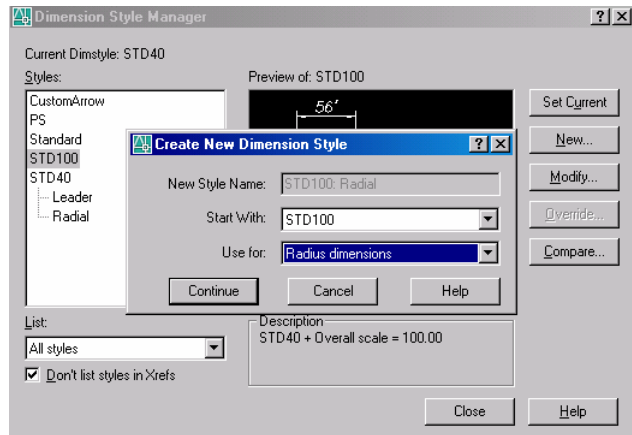 Dimension Style Manager
Current Dimstyle: STD40
Styles:
Preview of: STD100
CustomArrow
PS
Standard
STD100
STD40
Leader
Radial
56'
Set Current
New...
Modify...
Override...
Compare...
Create New Dimension Style
New Style Name: STD100: Radial
Start With: STD100
Use for: Radius dimensions
Continue
Cancel
Help
List:
All styles
Don't list styles in Xrefs
Description
STD40 + Overall scale = 100.00
Close
Help